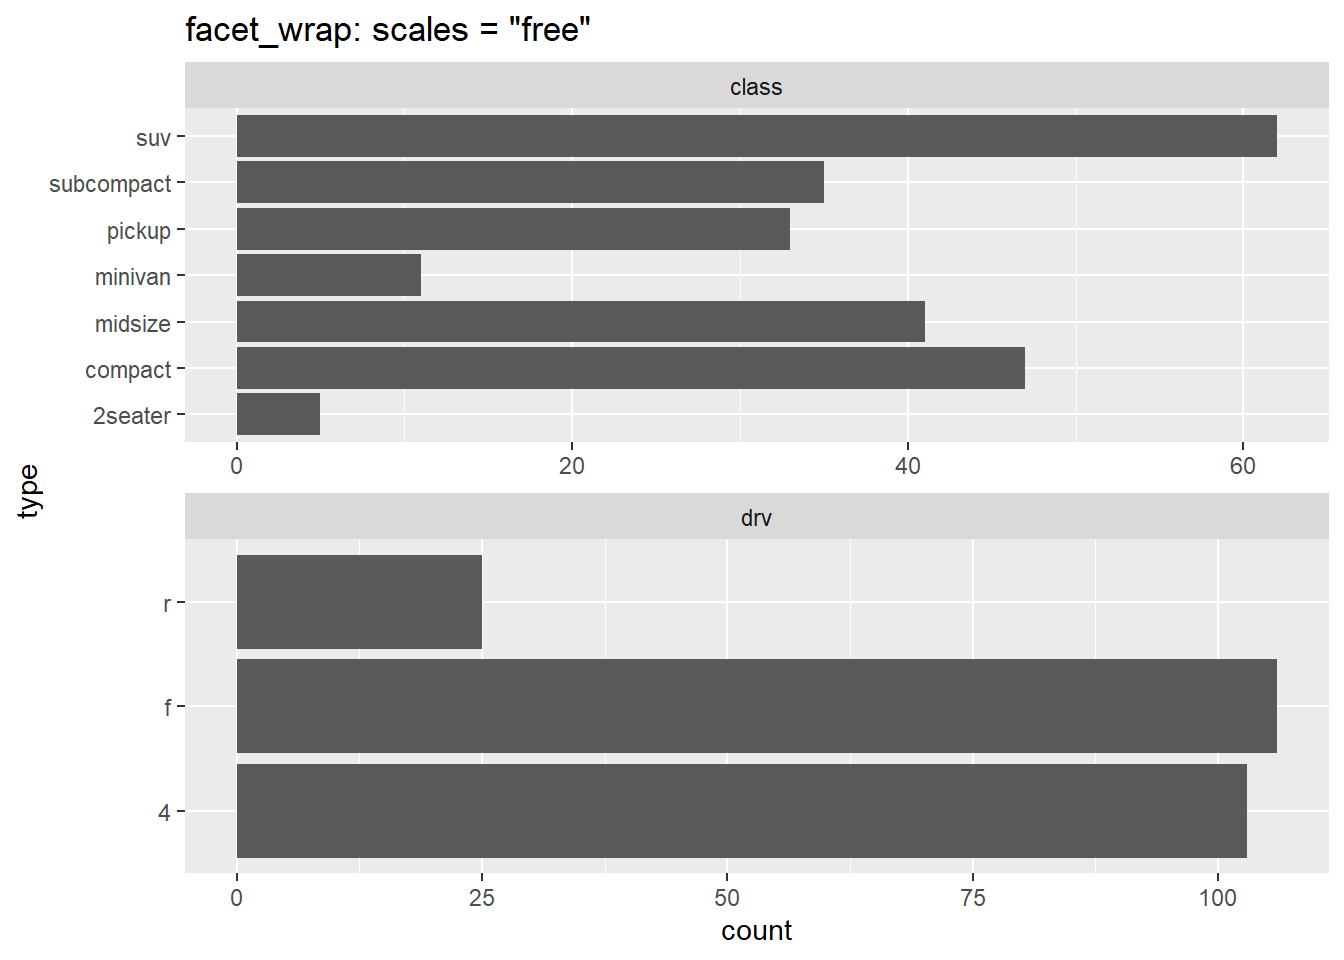 facet_wrap: scales = "free"
class
suv
subcompact
pickup
minivan
midsize
compact
2seater
0 20 40 60
type
drv
r
f
4
0 25 50 75 100
count